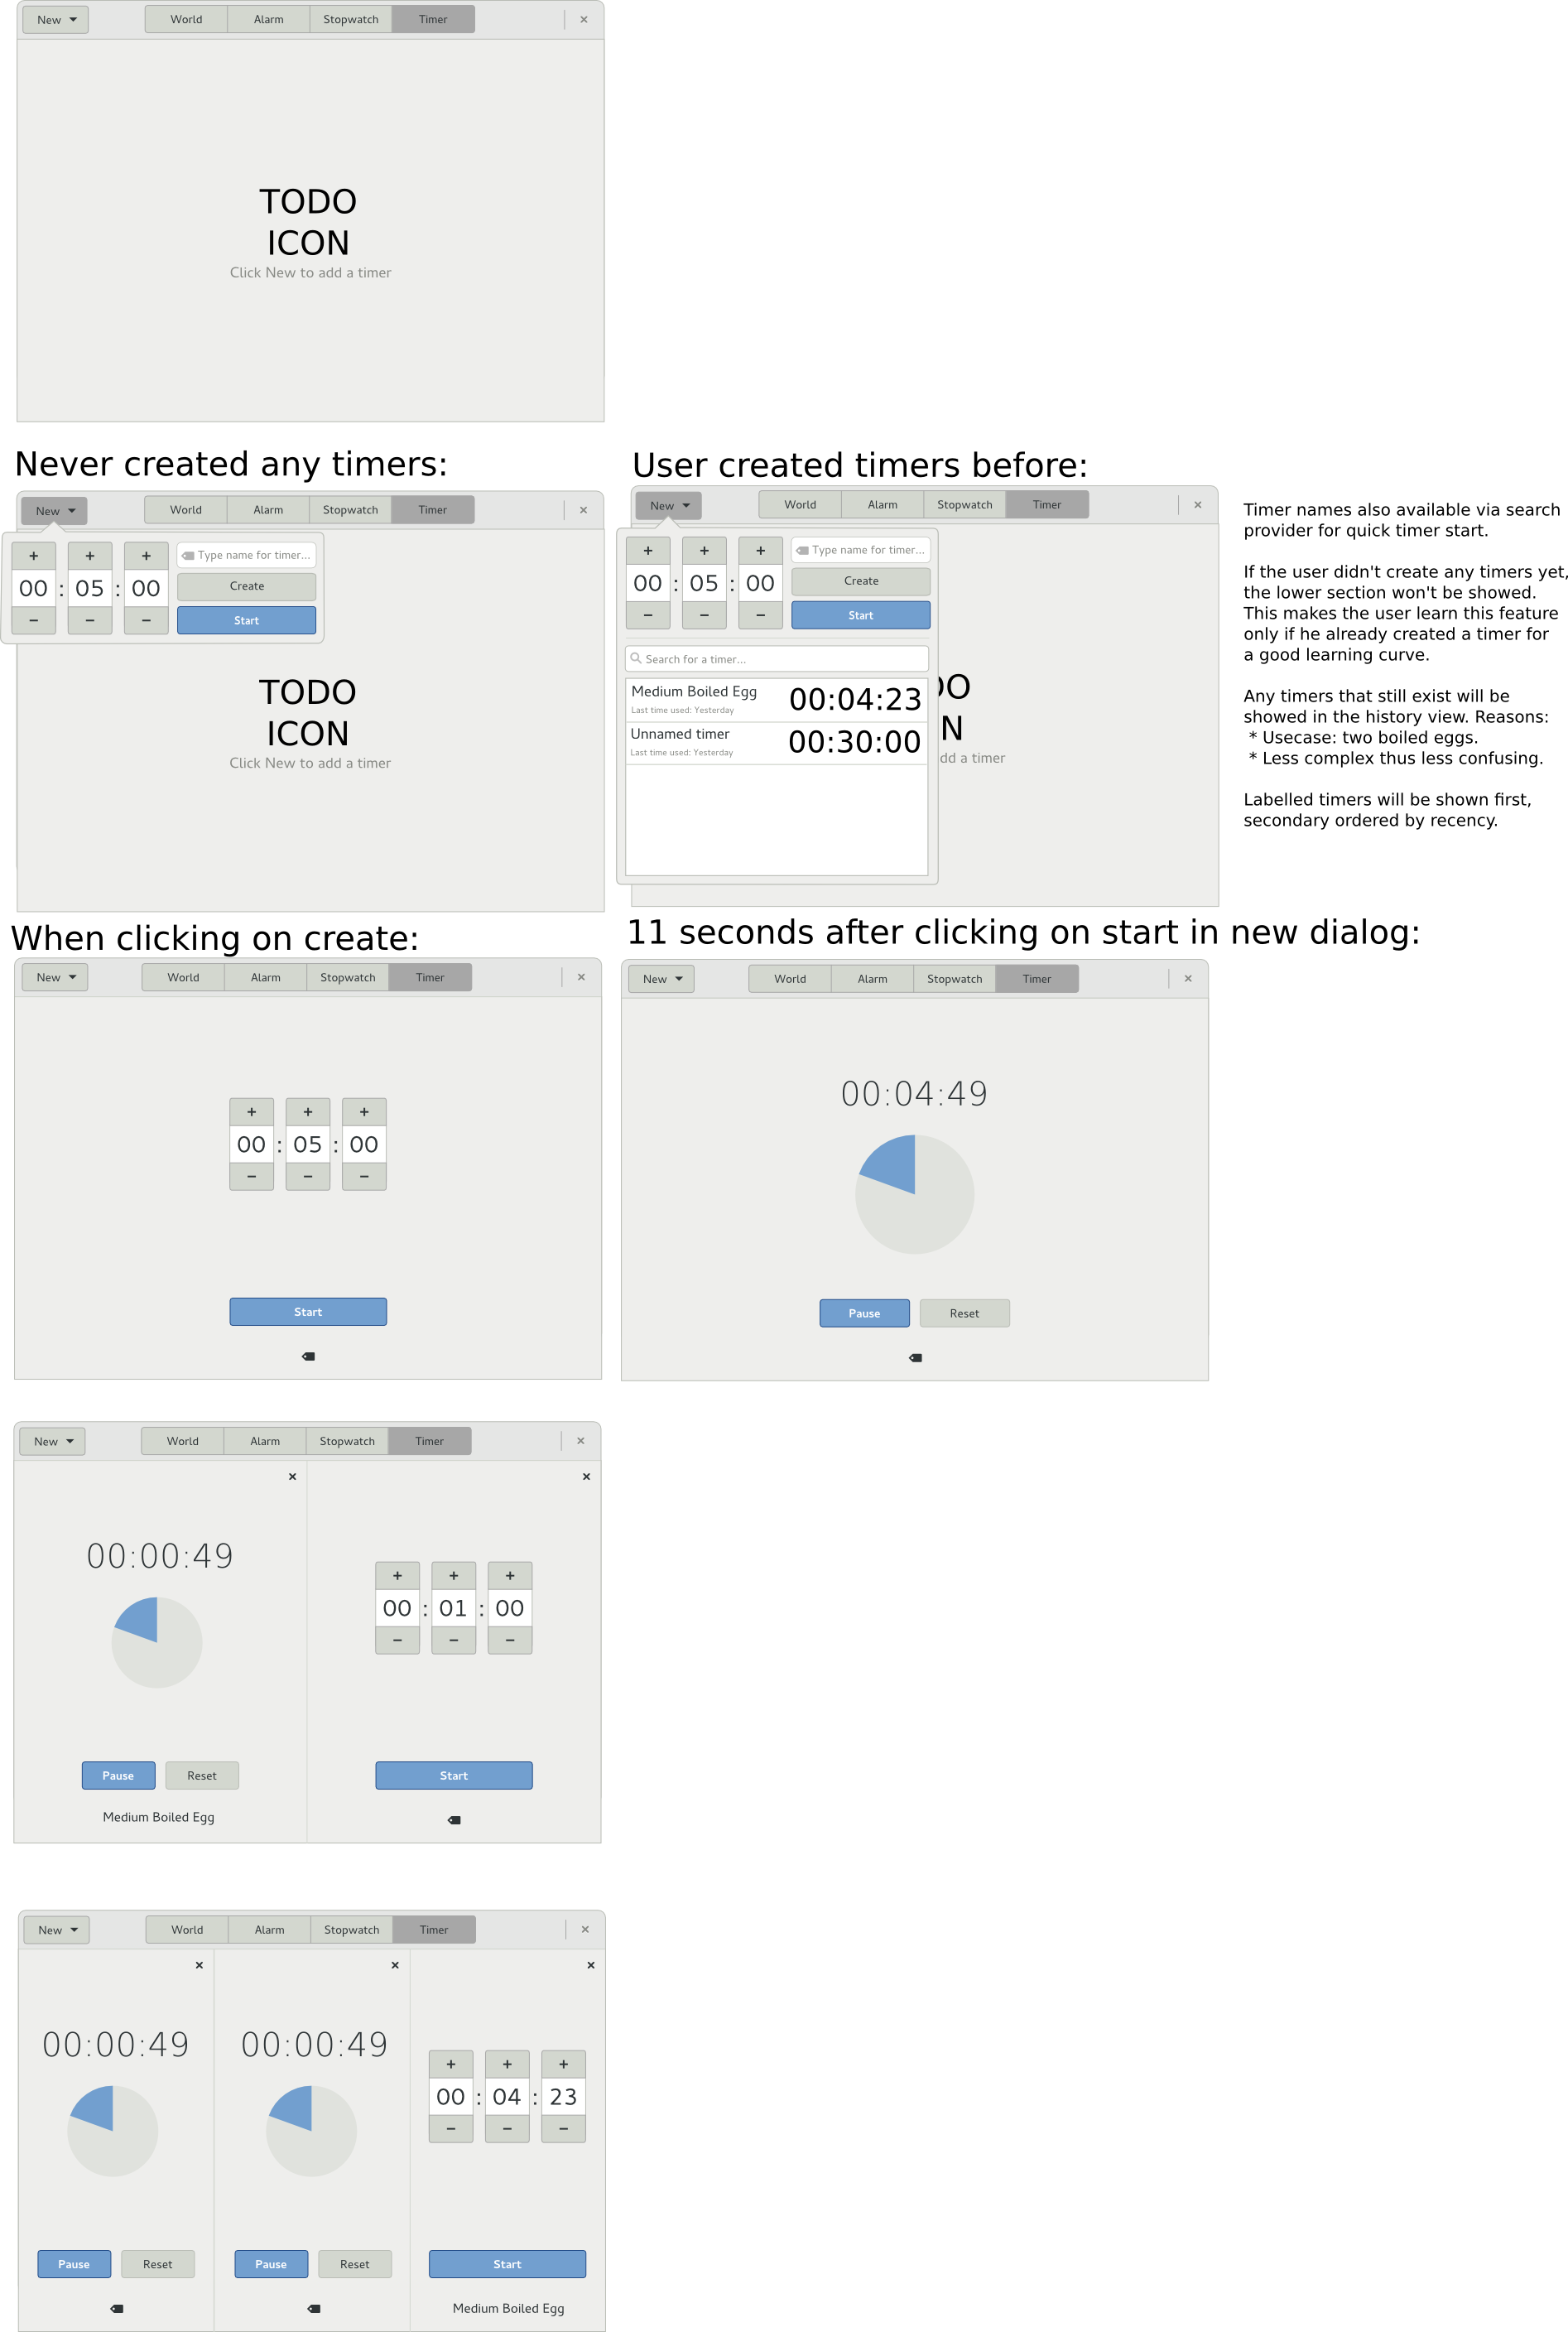 New World Alarm Stopwatch Timer ×
TODO
ICON
Click New to add a timer
Never created any timers:
New World Alarm Stopwatch Timer ×
+ + + Type name for timer...
00 : 05 : 00 Create
− − − Start
TODO
ICON
Click New to add a timer
User created timers before:
New World Alarm Stopwatch Timer ×
+ + + Type name for timer...
00 : 05 : 00 Create
− − − Start
Search for a timer...
Medium Boiled Egg 00:04:23
Last time used: Yesterday
Unnamed timer 00:30:00
Last time used: Yesterday
DO
N
dd a timer
Timer names also available via search
provider for quick timer start.
If the user didn't create any timers yet,
the lower section won't be showed.
This makes the user learn this feature
only if he already created a timer for
a good learning curve.
Any timers that still exist will be
showed in the history view. Reasons:
* Usecase: two boiled eggs.
* Less complex thus less confusing.
Labelled timers will be shown first,
secondary ordered by recency.
When clicking on create:
New World Alarm Stopwatch Timer ×
+ + +
00 : 05 : 00
− − −
Start
11 seconds after clicking on start in new dialog:
New World Alarm Stopwatch Timer ×
00:04:49
Pause Reset
New World Alarm Stopwatch Timer ×
× ×
00:00:49
+ + +
00 : 01 : 00
− − −
Pause Reset Start
Medium Boiled Egg
New World Alarm Stopwatch Timer ×
× × ×
00:00:49 00:00:49
+ + +
00 : 04 : 23
− − −
Pause Reset Pause Reset Start
Medium Boiled Egg